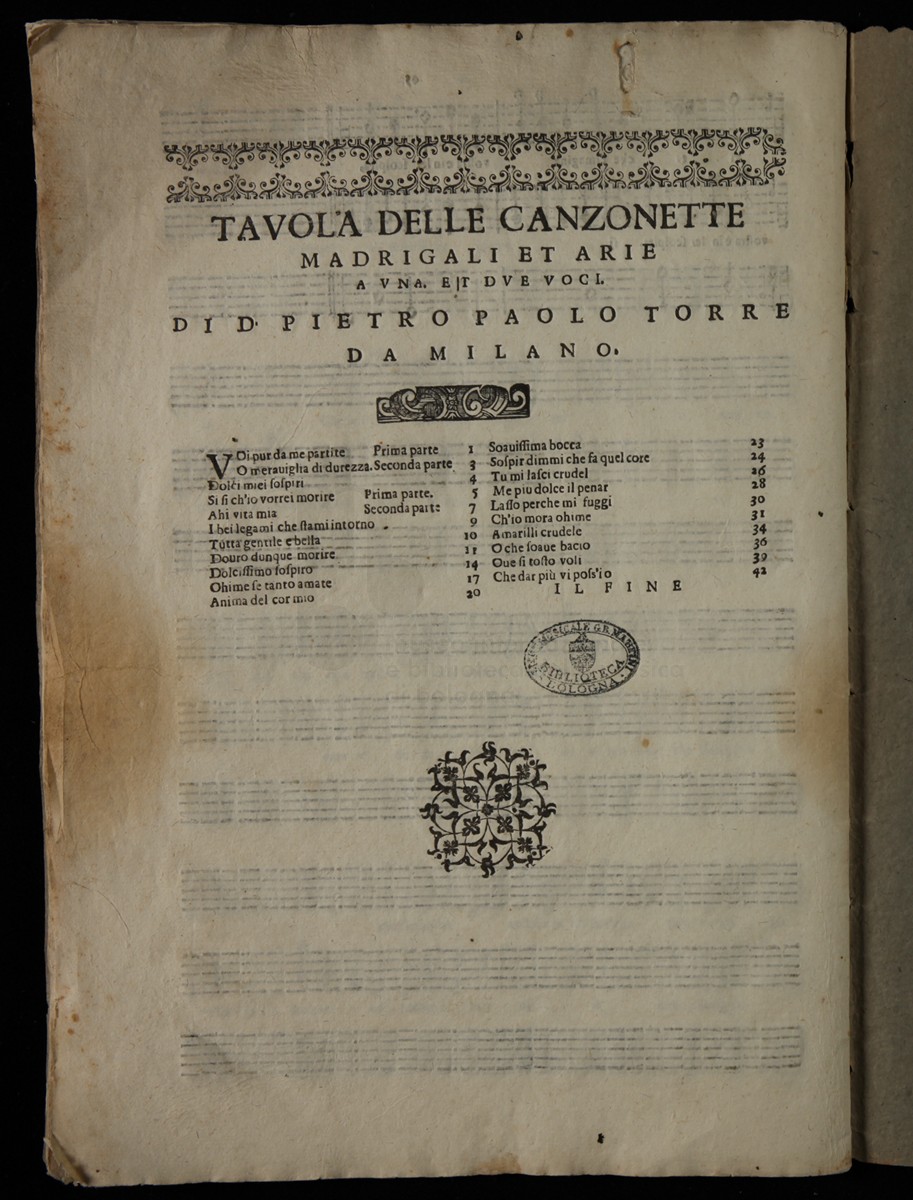 TAVOLA DELLE CANZONETTE
MADRIGALI ET ARIE
A VNA. ET DVE VOCI.
DI D. PIETRO PAOLO TORRE
DA MILANO.
VOi pur da me partite Prima parte 1
O merauiglia di durezza. Seconda parte 3
Dolci miei ſoſpiri 4
Si ſi ch'io vorrei morire Prima parte. 5
Ahi vita mia Seconda parte 7
I bei legami che ſtami intorno 9
Tutta gentile e bella 10
Douro dunque morire 11
Dolciſſimo ſoſpiro 14
Ohime ſe tanto amate 17
Anima del cor mio 20
Soauiſſima bocca 23
Soſpir dimmi che fa quel core 24
Tu mi laſci crudel 26
Me piu dolce il penar 28
Laſſo perche mi fuggi 30
Ch'io mora ohime 31
Amarilli crudele 34
O che ſoaue bacio 36
Oue ſi toſto voli 39
Che dar più vi poſs'io 42
IL FINE
MUSICALE G.B. MARTINI
BIBLIOTECA
BOLOGNA